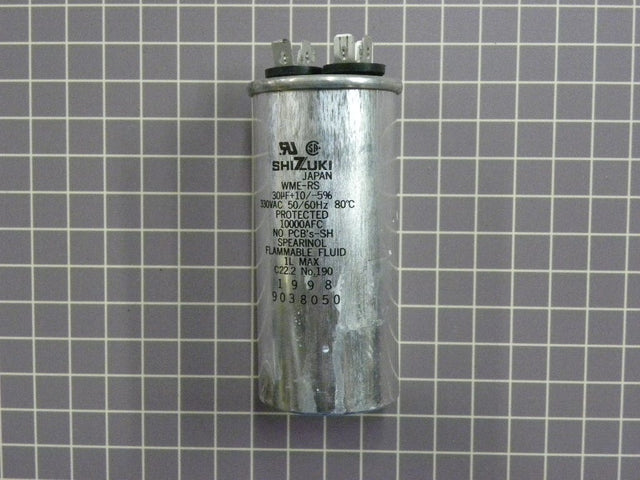 SHIZUKI
JAPAN
WME-RS
30µF+10/-5%
330VAC 50/60Hz 80℃
PROTECTED
10000AFC
NO PCB's-SH
SPEARINOL
FLAMMABLE FLUID
1L MAX
C22.2 No.190
1998
9038050